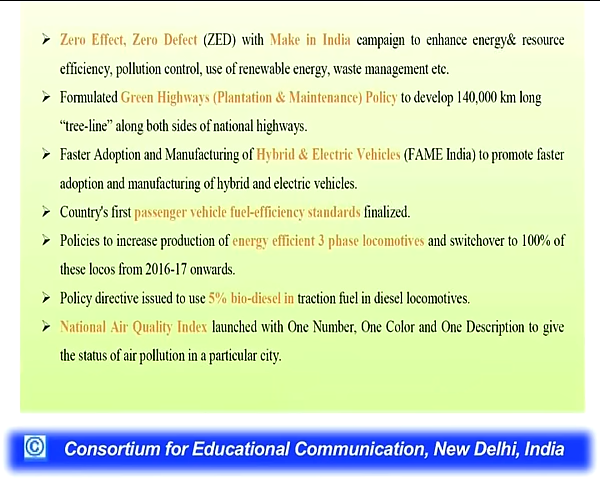 ➢ Zero Effect, Zero Defect (ZED) with Make in India campaign to enhance energy& resource
efficiency, pollution control, use of renewable energy, waste management etc.
➢ Formulated Green Highways (Plantation & Maintenance) Policy to develop 140,000 km long
“tree-line” along both sides of national highways.
➢ Faster Adoption and Manufacturing of Hybrid & Electric Vehicles (FAME India) to promote faster
adoption and manufacturing of hybrid and electric vehicles.
➢ Country's first passenger vehicle fuel-efficiency standards finalized.
➢ Policies to increase production of energy efficient 3 phase locomotives and switchover to 100% of
these locos from 2016-17 onwards.
➢ Policy directive issued to use 5% bio-diesel in traction fuel in diesel locomotives.
➢ National Air Quality Index launched with One Number, One Color and One Description to give
the status of air pollution in a particular city.
© Consortium for Educational Communication, New Delhi, India